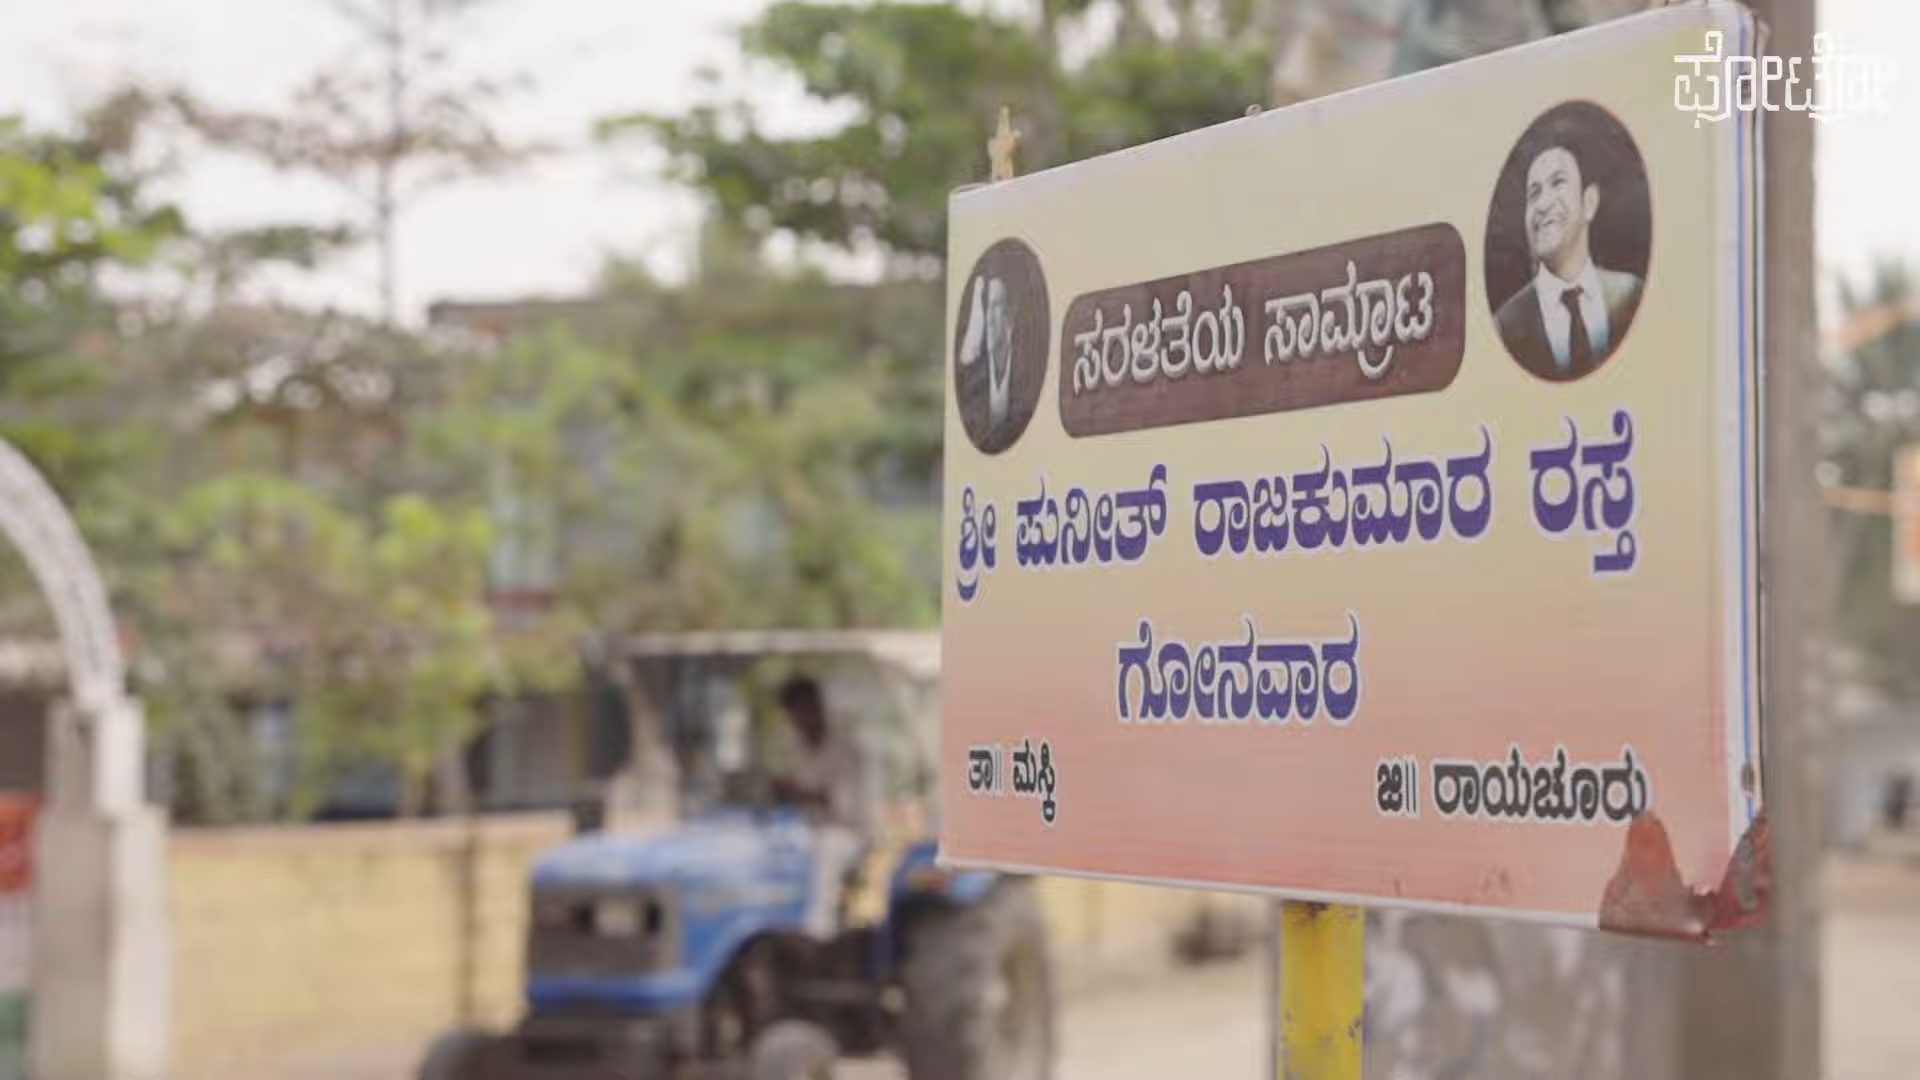 ಫೋಟೋ
ಸರಳತೆಯ ಸಾಮ್ರಾಟ
ಶ್ರೀ ಪುನೀತ್ ರಾಜಕುಮಾರ ರಸ್ತೆ
ಗೋನವಾರ
ತಾ|| ಮಸ್ಕಿ ಜಿ|| ರಾಯಚೂರು